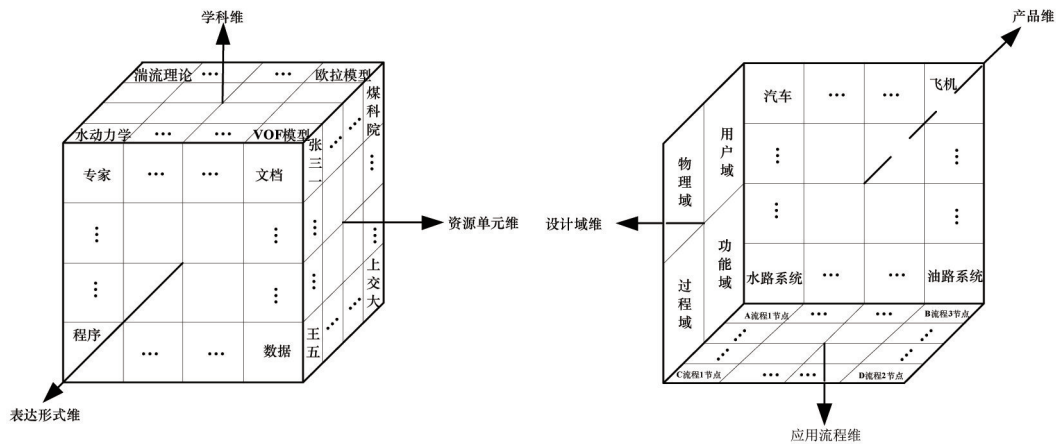 学科维
湍流理论 ··· ··· 欧拉模型
水动力学 ··· ··· VOF模型
专家 ··· ··· 文档
程序
··· ··· 数据
张三一
煤科院
王五
上交大
资源单元维
表达形式维
产品维
汽车 ··· ··· 飞机
水路系统 ··· ··· 油路系统
物理域
用户域
过程域
功能域
设计域维
A流程1节点 ··· ··· B流程3节点
C流程1节点 ··· ··· D流程2节点
应用流程维